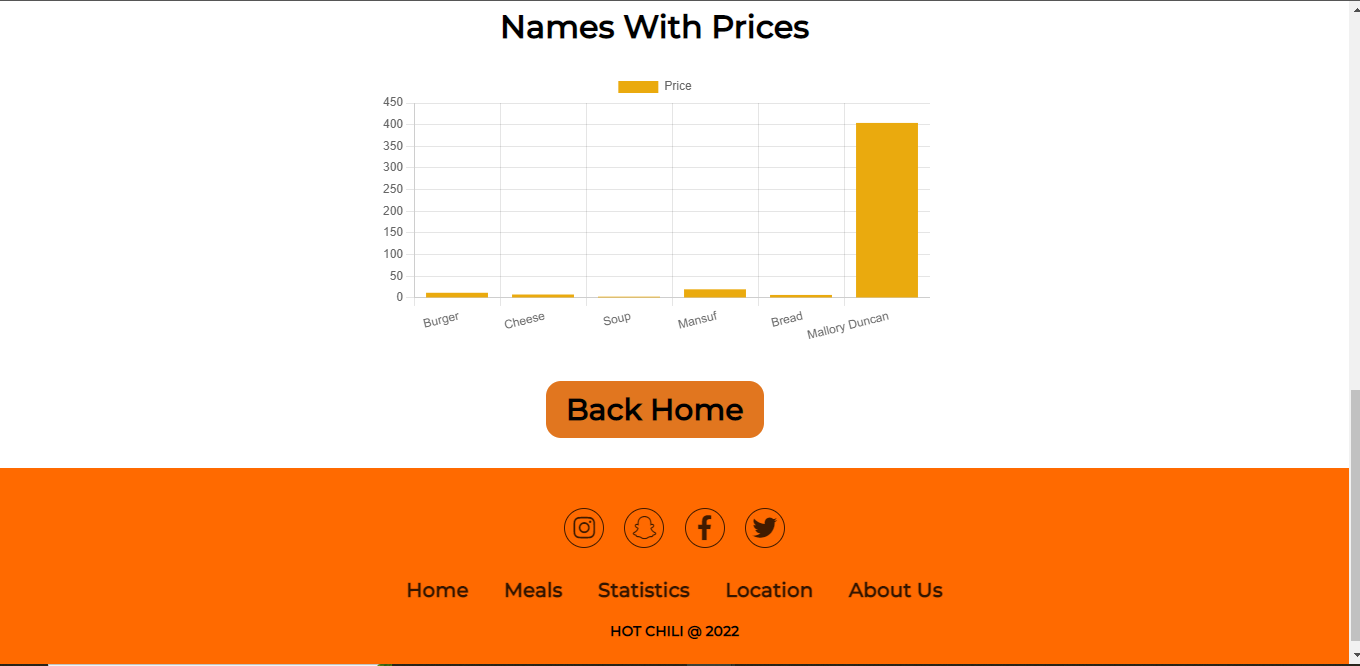 Names With Prices
Price
450
400
350
300
250
200
150
100
50
0
Burger Cheese Soup Mansuf Bread Mallory Duncan
Back Home
Home Meals Statistics Location About Us
HOT CHILI @ 2022